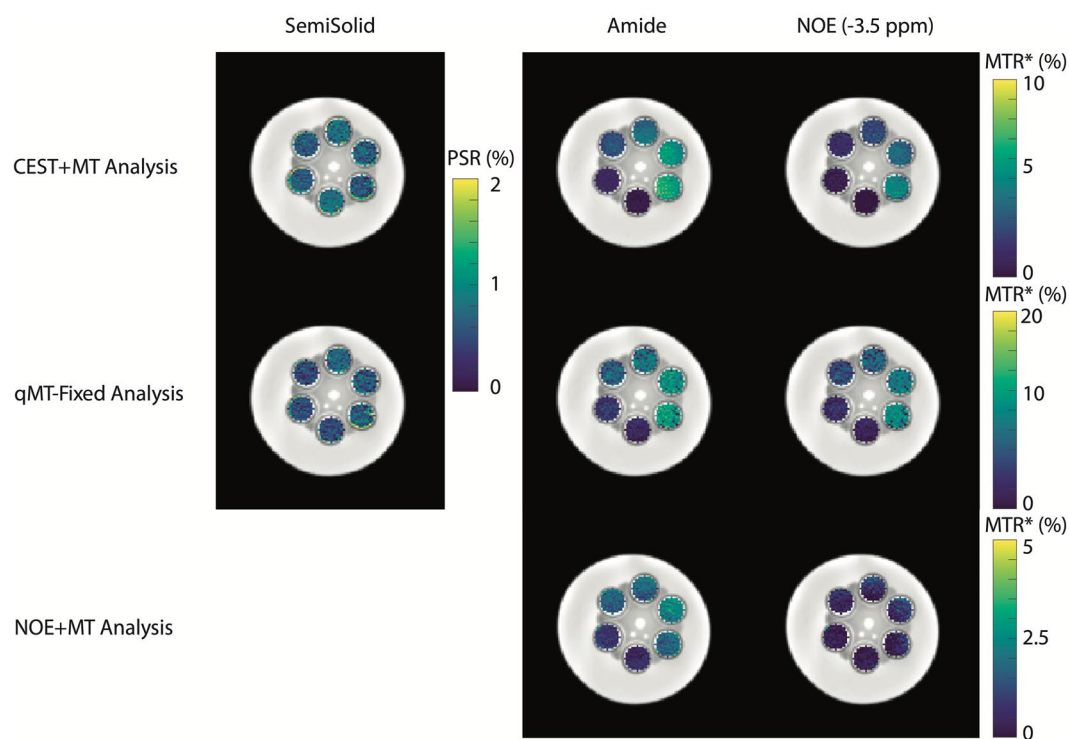 SemiSolid
Amide
NOE (-3.5 ppm)
MTR* (%)
10
5
0
CEST+MT Analysis
PSR (%)
2
1
0
MTR* (%)
20
10
0
qMT-Fixed Analysis
MTR* (%)
5
2.5
0
NOE+MT Analysis